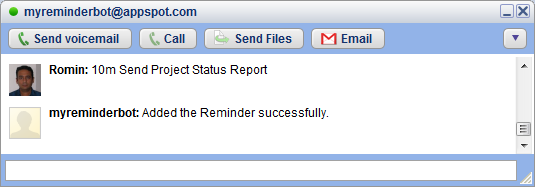 myreminderbot@appspot.com
Send voicemail Call Send Files Email
Romin: 10m Send Project Status Report
myreminderbot: Added the Reminder successfully.